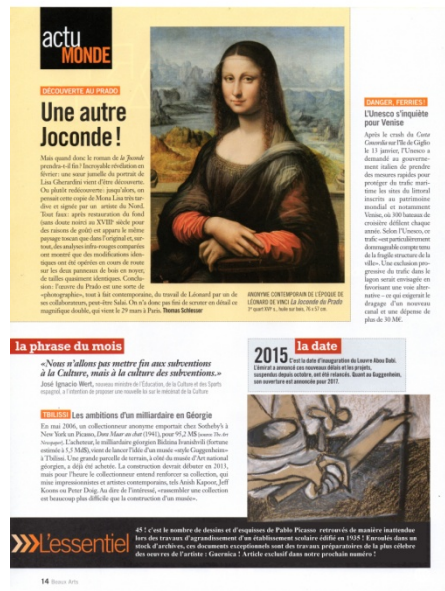 actu
MONDE
DÉCOUVERTE AU PRADO
Une autre
Joconde !
Mais quand donc le roman de la Joconde
prendra-t-il fin? Incroyable révélation en
février: une sœur jumelle du portrait de
Lisa Gherardini vient d'être découverte.
Ou plutôt redécouverte: jusqu'alors, on
pensait cette copie de Mona Lisa très tar-
dive et signée par un artiste du Nord.
Tout faux: après restauration du fond
(sans doute noirci au XVIIIe siècle pour
des raisons de goût) est apparu le même
paysage toscan que dans l'original et, sur-
tout, des analyses infra-rouges comparées
ont montré que des modifications iden-
tiques ont été opérées en cours de route
sur les deux panneaux de bois en noyer,
de tailles quasiment identiques. Conclu-
sion: l'œuvre du Prado est une sorte de
«photographie», tout à fait contemporaine, du travail de Léonard par un de
ses collaborateurs, peut-être Salai. On n'a donc pas fini de scruter en détail ce
magnifique double, qui vient le 29 mars à Paris. Thomas Schlesser
ANONYME CONTEMPORAIN DE L'ÉPOQUE DE
LÉONARD DE VINCI La Joconde du Prado
1er quart XVIe s., huile sur bois, 76 x 57 cm.
DANGER, FERRIES!
L'Unesco s'inquiète
pour Venise
Après le crash du Costa
Concordia sur l'île de Giglio
le 13 janvier, l'Unesco a
demandé au gouverne-
ment italien de prendre
des mesures rapides pour
protéger du trafic mari-
time les sites du littoral
inscrits au patrimoine
mondial et notamment
Venise, où 300 bateaux de
croisière défilent chaque
année. Selon l'Unesco, ce
trafic «est particulièrement
dommageable compte tenu
de la fragile structure de la
ville». Une exclusion pro-
gressive du trafic dans le
lagon serait envisagée en
favorisant une voie alter-
native – ce qui exigerait le
dragage d'un nouveau
canal et une dépense de
plus de 30 M€.
la phrase du mois
«Nous n'allons pas mettre fin aux subventions
à la Culture, mais à la culture des subventions.»
José Ignacio Wert, nouveau ministre de l'Éducation, de la Culture et des Sports
espagnol, a l'intention de proposer une nouvelle loi sur le mécénat de la Culture.
la date
2015 C'est la date d'inauguration du Louvre Abou Dabi.
L'émirat a annoncé ces nouveaux délais et les projets,
suspendus depuis octobre, ont été relancés. Quant au Guggenheim,
son ouverture est annoncée pour 2017.
TBILISSI Les ambitions d'un milliardaire en Géorgie
En mai 2006, un collectionneur anonyme emportait chez Sotheby's à
New York un Picasso, Dora Maar au chat (1941), pour 95,2 M$ (source The Art
Newspaper). L'acheteur, le milliardaire géorgien Bidzina Ivanishvili (fortune
estimée à 5,5 Md$), vient de lancer l'idée d'un musée «style Guggenheim»
à Tbilissi. Une grande parcelle de terrain, à côté du musée d'Art national
géorgien, a déjà été achetée. La construction devrait débuter en 2013,
mais pour l'heure le collectionneur entend renforcer sa collection, qui
mixe impressionnistes et artistes contemporains, tels Anish Kapoor, Jeff
Koons ou Peter Doig. Au dire de l'intéressé, «rassembler une collection
est beaucoup plus difficile que la construction d'un musée».
L'essentiel
45 ! c'est le nombre de dessins et d'esquisses de Pablo Picasso retrouvés de manière inattendue
lors des travaux d'agrandissement d'un établissement scolaire édifié en 1935 ! Enroulés dans un
stock d'archives, ces documents exceptionnels sont des travaux préparatoires de la plus célèbre
des oeuvres de l'artiste : Guernica ! Article exclusif dans notre prochain numéro !
14 Beaux Arts